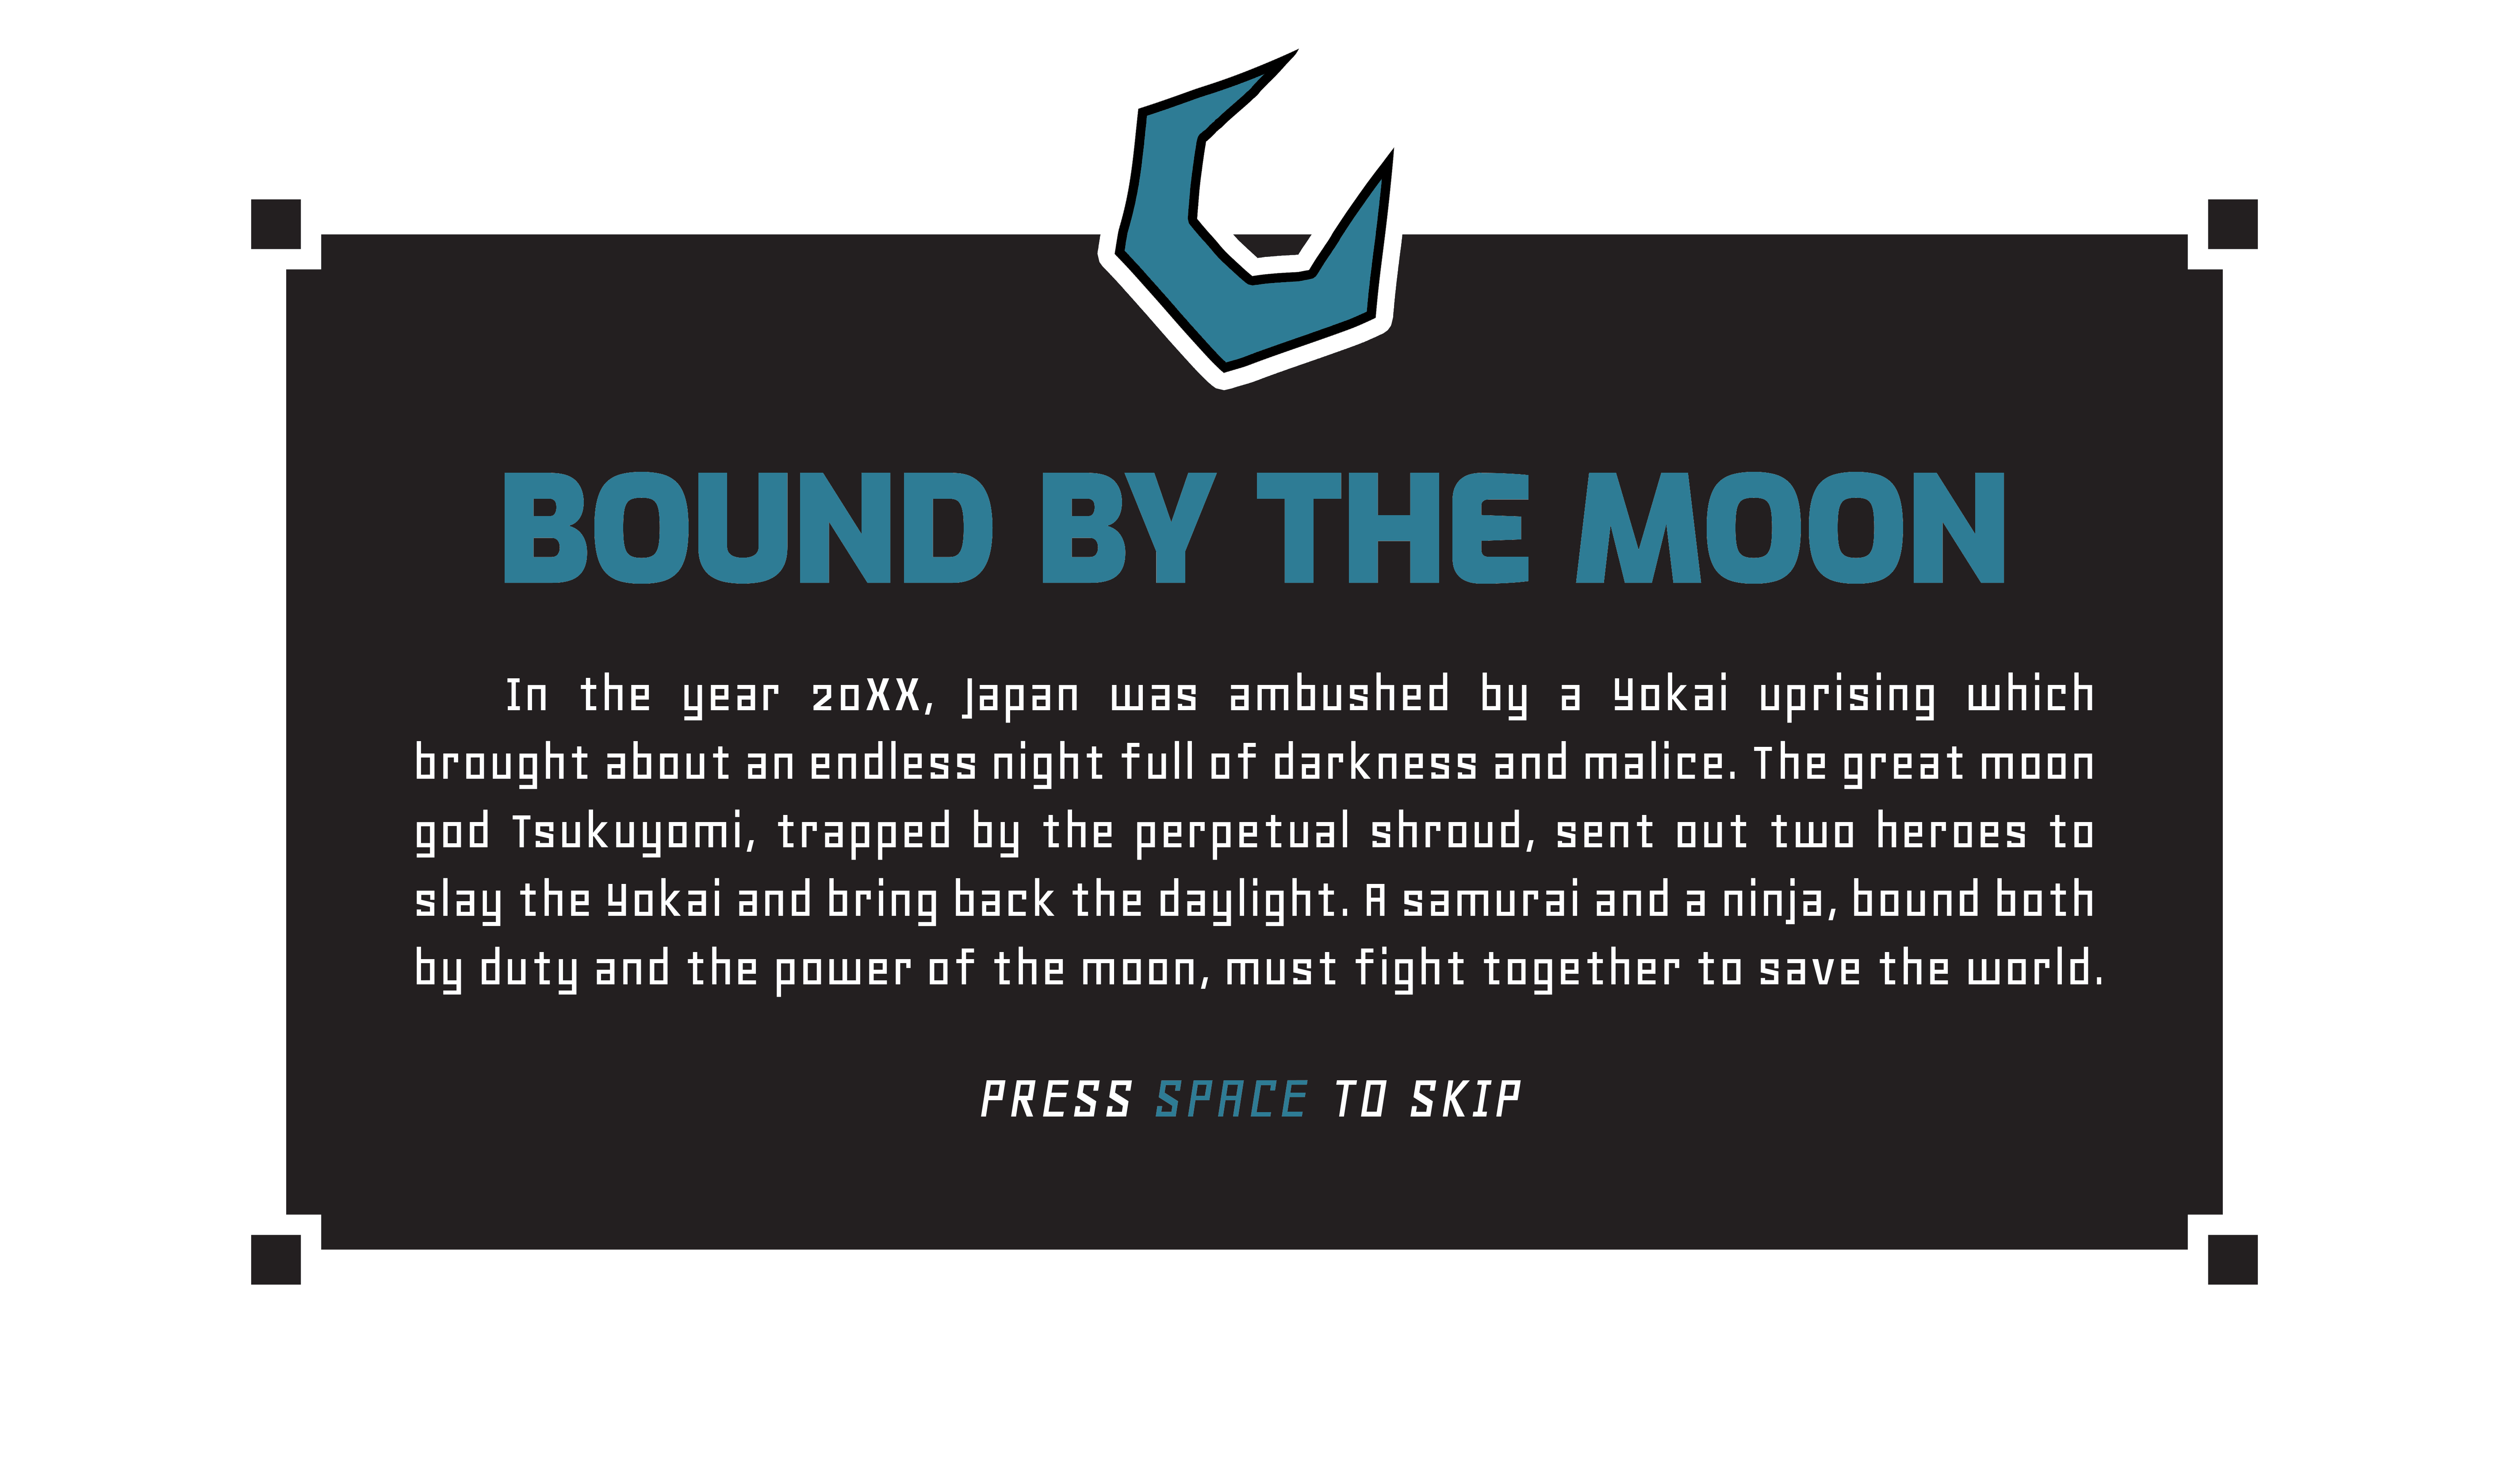 BOUND BY THE MOON
In the year 20XX, Japan was ambushed by a Yokai uprising which
brought about an endless night full of darkness and malice. The great moon
god Tsukuyomi, trapped by the perpetual shroud, sent out two heroes to
slay the Yokai and bring back the daylight. A samurai and a ninja, bound both
by duty and the power of the moon, must fight together to save the world.
PRESS SPACE TO SKIP